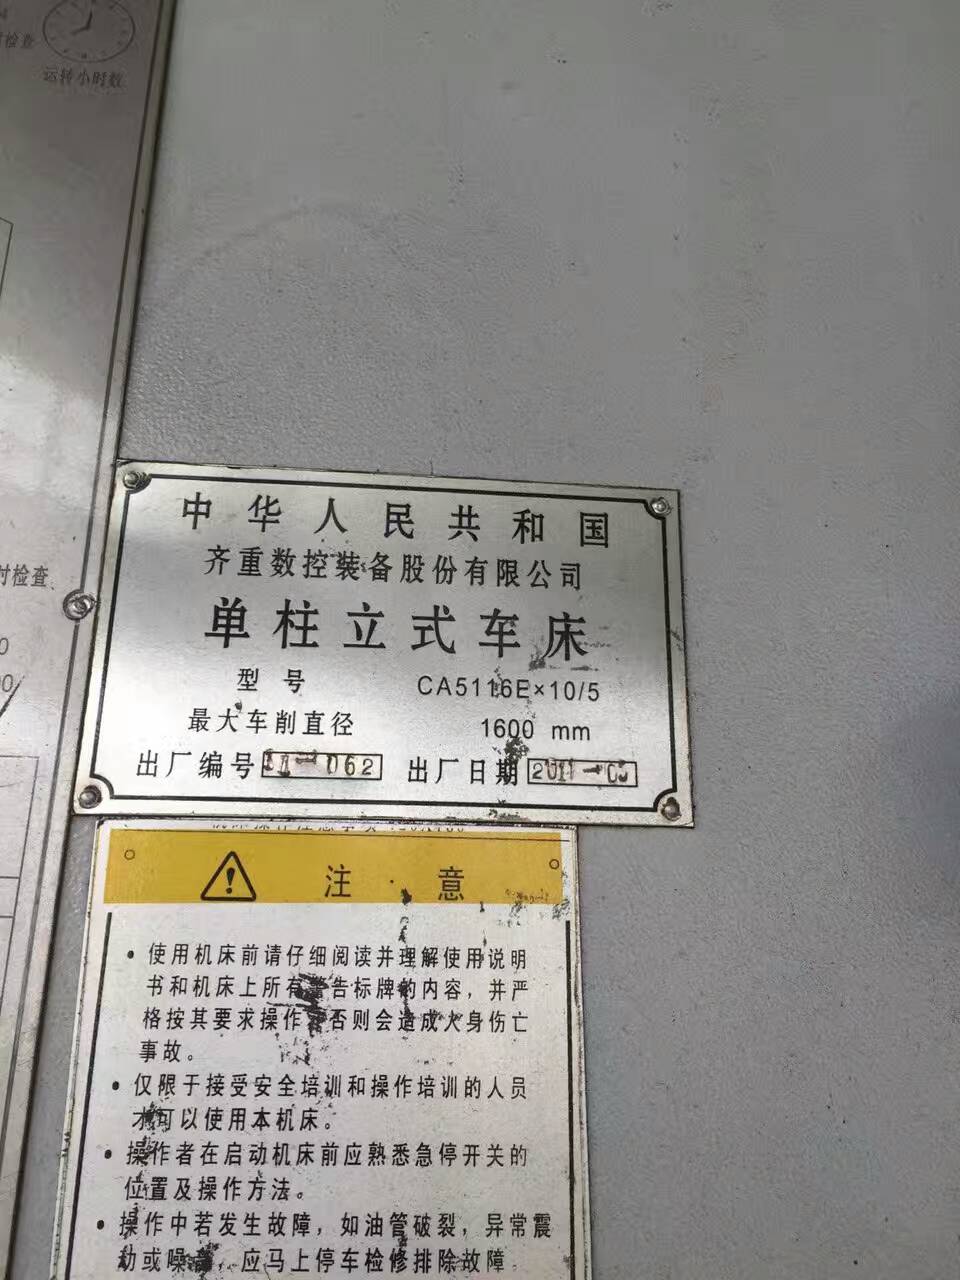 时检查
运转小时数
时检查
中华人民共和国
齐重数控装备股份有限公司
单柱立式车床
型号 CA5116E×10/5
最大车削直径 1600 mm
出厂编号 062 出厂日期
注意
• 使用机床前请仔细阅读并理解使用说明
书和机床上所有警告标牌的内容，并严
格按其要求操作，否则会造成人身伤亡
事故。
• 仅限于接受安全培训和操作培训的人员
才可以使用本机床。
• 操作者在启动机床前应熟悉急停开关的
位置及操作方法。
• 操作中若发生故障，如油管破裂，异常震
动或噪音，应马上停车检修排除故障